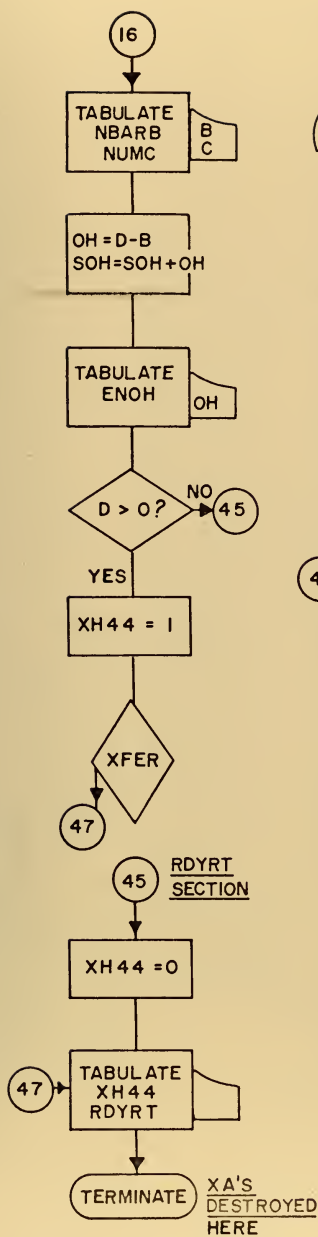 16
TABULATE
NBARB
NUMC
B
C
OH=D-B
SOH=SOH+OH
TABULATE
ENOH
OH
D > O?
NO
45
YES
4
XH44 = 1
XFER
47
45
RDYRT
SECTION
XH44 =0
47
TABULATE
XH44
RDYRT
TERMINATE
XA'S
DESTROYED
HERE